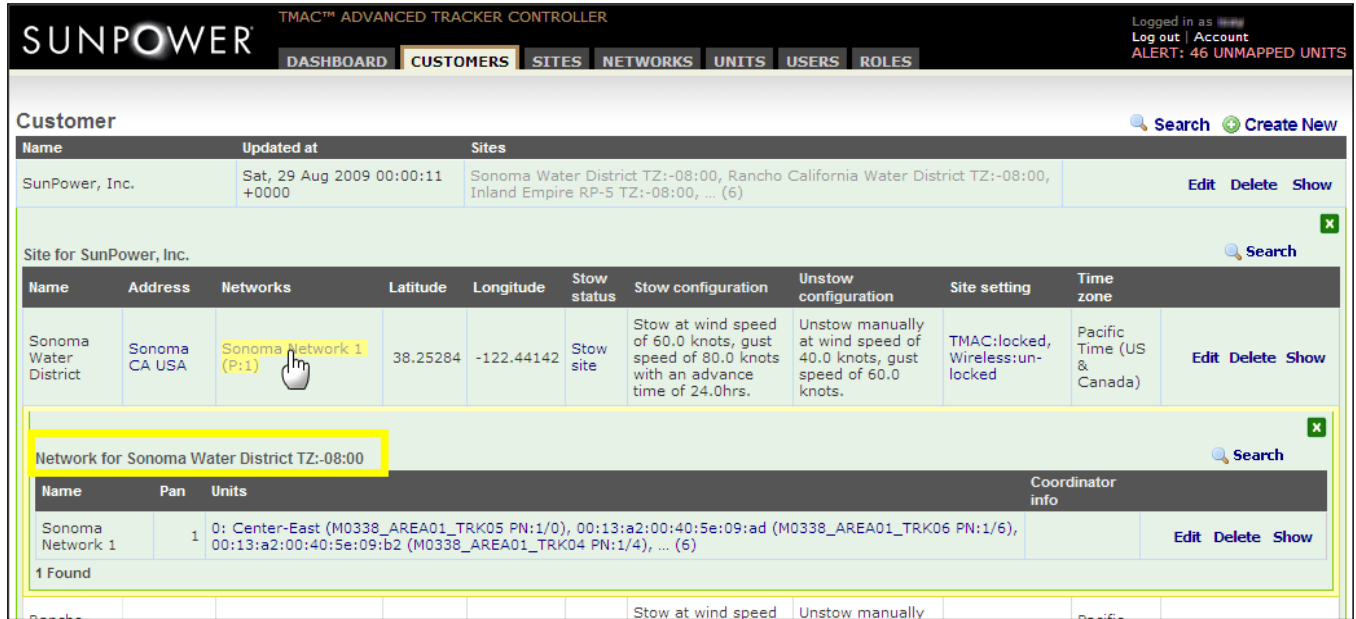 TMAC™ ADVANCED TRACKER CONTROLLER
SUNPOWER
Logged in as
Log out | Account
ALERT: 46 UNMAPPED UNITS
DASHBOARD CUSTOMERS SITES NETWORKS UNITS USERS ROLES
Customer
Search Create New
Name Updated at Sites
SunPower, Inc.
Sat, 29 Aug 2009 00:00:11
+0000
Sonoma Water District TZ:-08:00, Rancho California Water District TZ:-08:00,
Inland Empire RP-5 TZ:-08:00, ... (6)
Edit Delete Show
x
Site for SunPower, Inc.
Search
Name Address Networks Latitude Longitude
Stow
status
Stow configuration
Unstow
configuration
Site setting
Time
zone
Sonoma
Water
District
Sonoma
CA USA
Sonoma Network 1
(P:1)
38.25284 -122.44142
Stow
site
Stow at wind speed
of 60.0 knots, gust
speed of 80.0 knots
with an advance
time of 24.0hrs.
Unstow manually
at wind speed of
40.0 knots, gust
speed of 60.0
knots.
TMAC:locked,
Wireless:un-
locked
Pacific
Time (US
&
Canada)
Edit Delete Show
x
Network for Sonoma Water District TZ:-08:00
Search
Name Pan Units
Coordinator
info
Sonoma
Network 1
1
0: Center-East (M0338_AREA01_TRK05 PN:1/0), 00:13:a2:00:40:5e:09:ad (M0338_AREA01_TRK06 PN:1/6),
00:13:a2:00:40:5e:09:b2 (M0338_AREA01_TRK04 PN:1/4), ... (6)
Edit Delete Show
1 Found
Stow at wind speed
Unstow manually